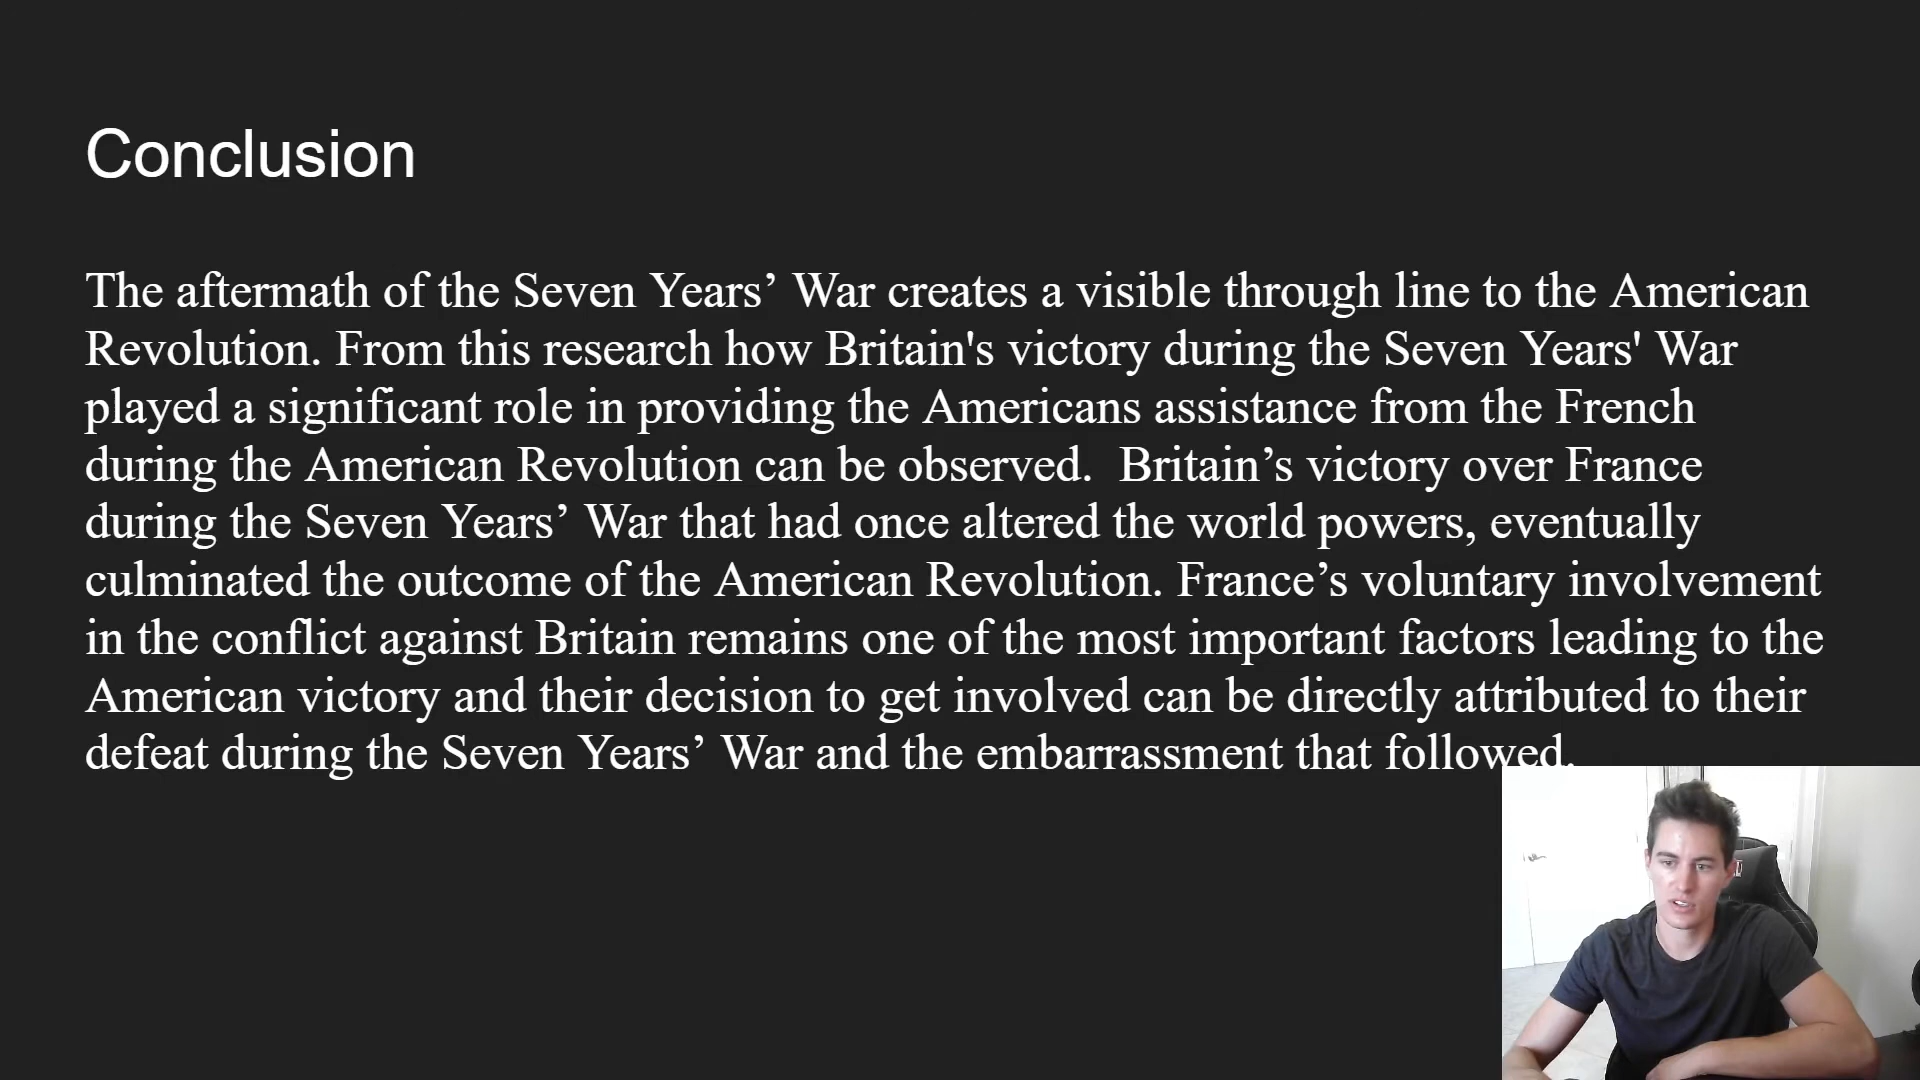 Conclusion
The aftermath of the Seven Years’ War creates a visible through line to the American
Revolution. From this research how Britain's victory during the Seven Years' War
played a significant role in providing the Americans assistance from the French
during the American Revolution can be observed.  Britain’s victory over France
during the Seven Years’ War that had once altered the world powers, eventually
culminated the outcome of the American Revolution. France’s voluntary involvement
in the conflict against Britain remains one of the most important factors leading to the
American victory and their decision to get involved can be directly attributed to their
defeat during the Seven Years’ War and the embarrassment that followed.